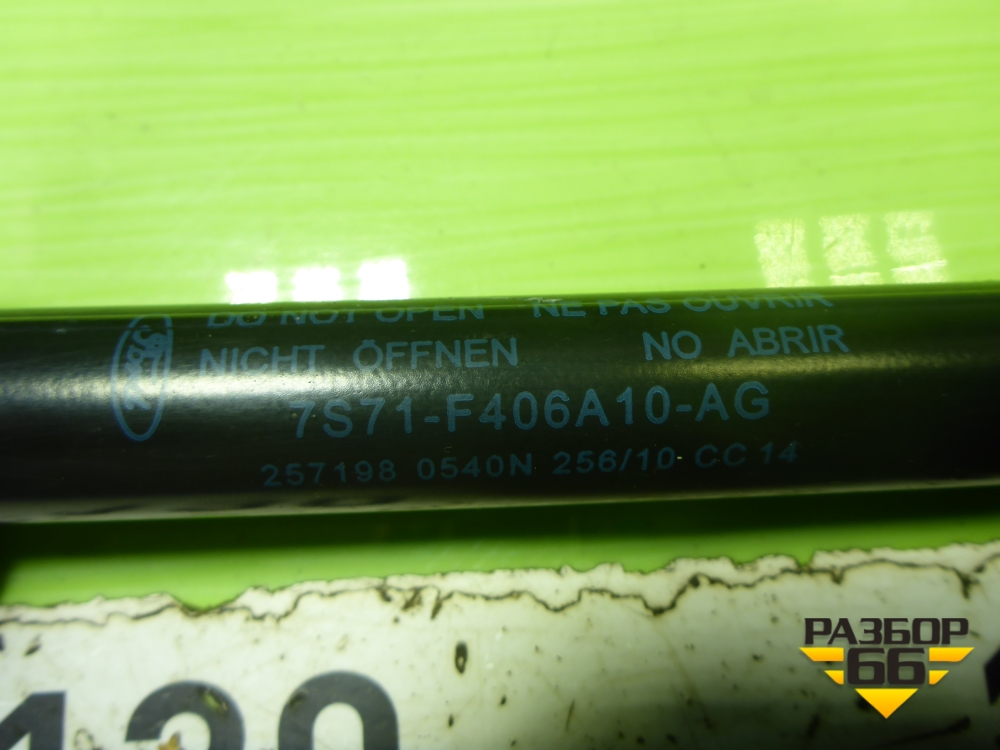 DO NOT OPEN NE PAS OUVRIR
NICHT ÖFFNEN NO ABRIR
Ford
7S71-F406A10-AG
257198 0540N 256/10 CC 14
РАЗБОР
66